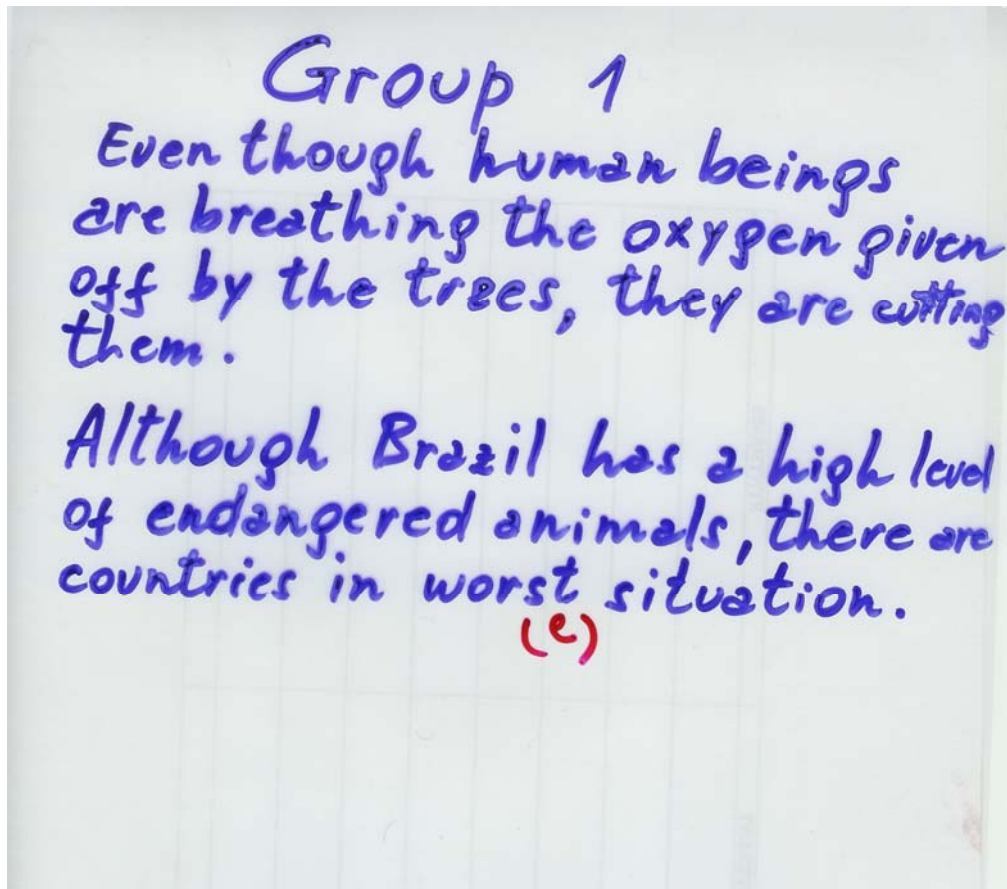 Group 1
Even though human beings
are breathing the oxygen given
off by the trees, they are cutting
them.
Although Brazil has a high level
of endangered animals, there are
countries in worst situation.
(e)